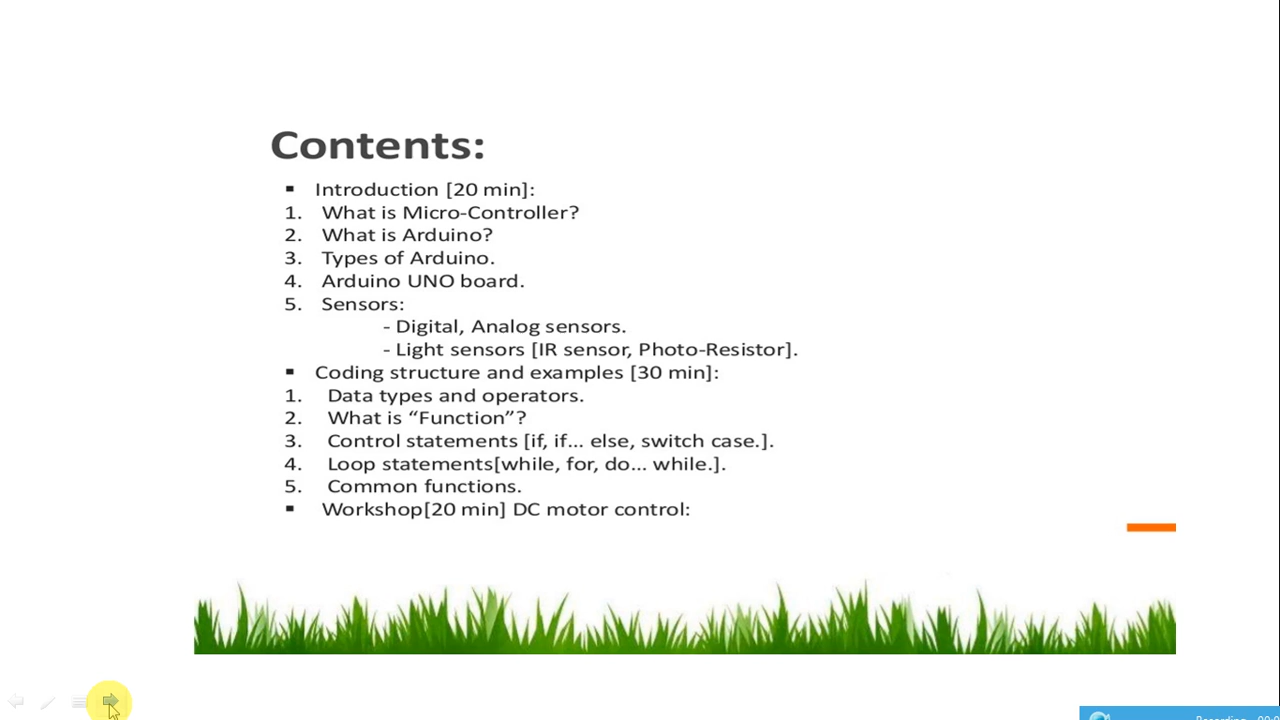 Contents:
▪ Introduction [20 min]:
1. What is Micro-Controller?
2. What is Arduino?
3. Types of Arduino.
4. Arduino UNO board.
5. Sensors:
- Digital, Analog sensors.
- Light sensors [IR sensor, Photo-Resistor].
▪ Coding structure and examples [30 min]:
1. Data types and operators.
2. What is “Function”?
3. Control statements [if, if... else, switch case.].
4. Loop statements[while, for, do... while.].
5. Common functions.
▪ Workshop[20 min] DC motor control: